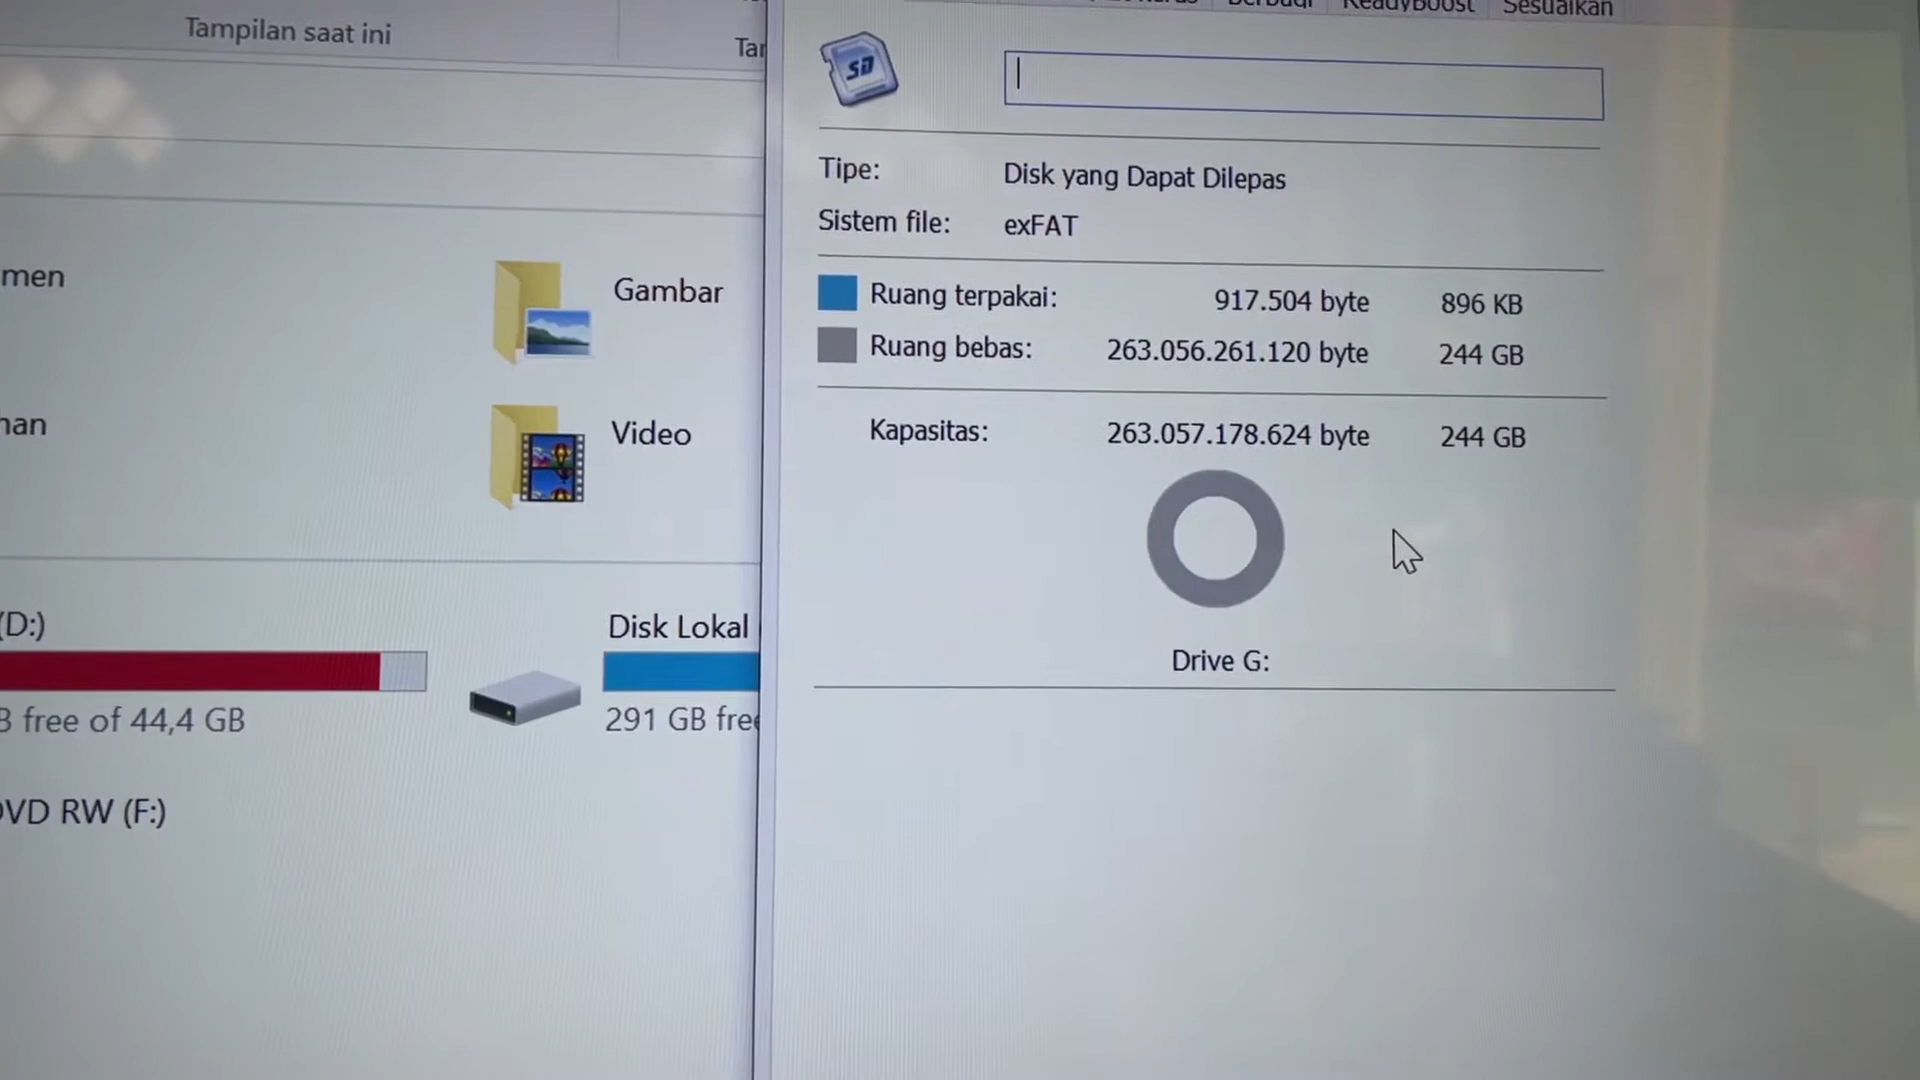 Tampilan saat ini
ReadyBoost
Sesuaikan
SD
Tipe: Disk yang Dapat Dilepas
Sistem file: exFAT
Ruang terpakai: 917.504 byte 896 KB
Ruang bebas: 263.056.261.120 byte 244 GB
Kapasitas: 263.057.178.624 byte 244 GB
Drive G:
men
Gambar
Video
(D:)
free of 44,4 GB
Disk Lokal
291 GB free
RW (F:)